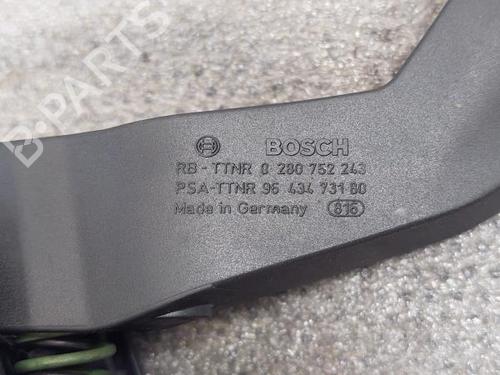 B-PARTS
BOSCH
RB-TTNR 0 280 752 243
PSA-TTNR 96 434 731 80
Made in Germany 816